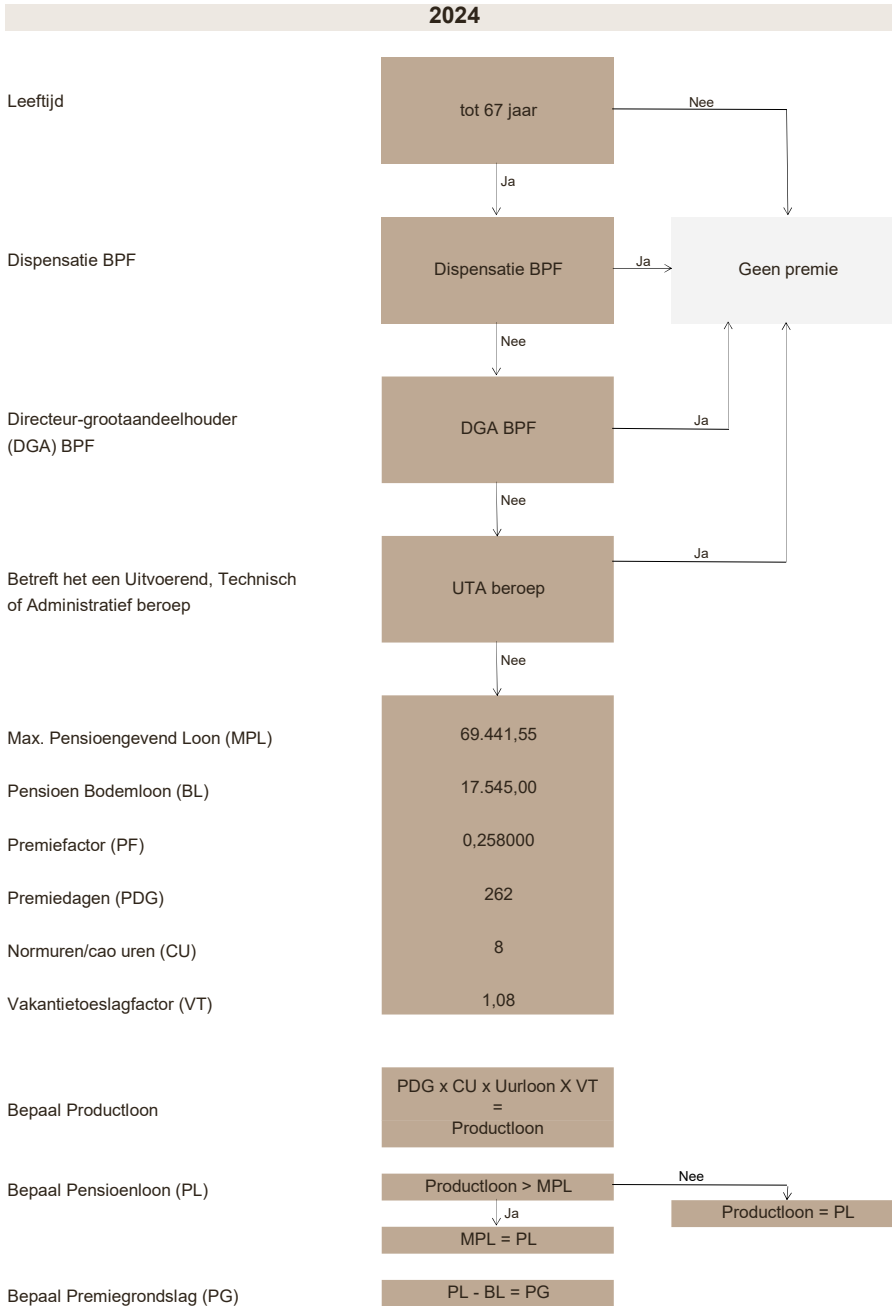 2024
Leeftijd
tot 67 jaar
Nee
Ja
Dispensatie BPF
Dispensatie BPF
Ja
Geen premie
Nee
Directeur-grootaandeelhouder
(DGA) BPF
DGA BPF
Ja
Nee
Betreft het een Uitvoerend, Technisch
of Administratief beroep
UTA beroep
Ja
Nee
Max. Pensioengevend Loon (MPL)
69.441,55
Pensioen Bodemloon (BL)
17.545,00
Premiefactor (PF)
0,258000
Premiedagen (PDG)
262
Normuren/cao uren (CU)
8
Vakantietoeslagfactor (VT)
1,08
Bepaal Productloon
PDG x CU x Uurloon X VT
=
Productloon
Bepaal Pensioenloon (PL)
Productloon > MPL
Nee
Ja
Productloon = PL
MPL = PL
Bepaal Premiegrondslag (PG)
PL - BL = PG